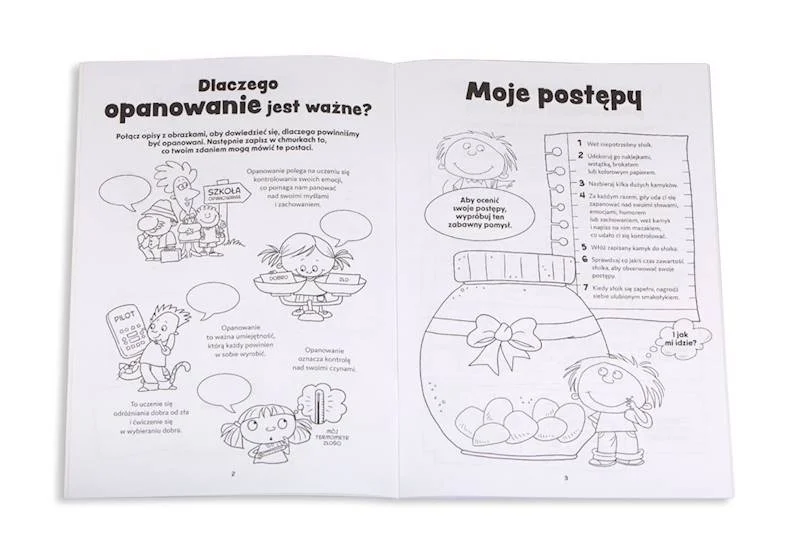 Dlaczego
opanowanie jest ważne?
Połącz opisy z obrazkami, aby dowiedzieć się, dlaczego powinniśmy
być opanowani. Następnie zapisz w chmurkach to,
co twoim zdaniem mogą mówić te postaci.
Opanowanie polega na uczeniu się
kontrolowania swoich emocji,
co pomaga nam panować
nad swoimi myślami
i zachowaniem.
SZKOŁA
OPANOWANIA
DOBRO
ZŁO
PILOT
Opanowanie
to ważna umiejętność,
którą każdy powinien
w sobie wyrobić.
Opanowanie
oznacza kontrolę
nad swoimi czynami.
To uczenie się
odróżniania dobra od zła
i ćwiczenie się
w wybieraniu dobra.
MÓJ
TERMOMETR
ZŁOŚCI
2
Moje postępy
Aby ocenić
swoje postępy,
wypróbuj ten
zabawny pomysł.
1 Weź niepotrzebny słoik.
2 Udekoruj go naklejkami,
wstążką, brokatem
lub kolorowym papierem.
3 Nazbieraj kilka dużych kamyków.
4 Za każdym razem, gdy uda ci się
zapanować nad swoimi słowami,
emocjami, humorem
lub zachowaniem, weź kamyk
i napisz na nim mazakiem,
co udało ci się kontrolować.
5 Włóż zapisany kamyk do słoika.
6 Sprawdzaj co jakiś czas zawartość
słoika, aby obserwować swoje
postępy.
7 Kiedy słoik się zapełni, nagrodź
siebie ulubionym smakołykiem.
I jak
mi idzie?
3